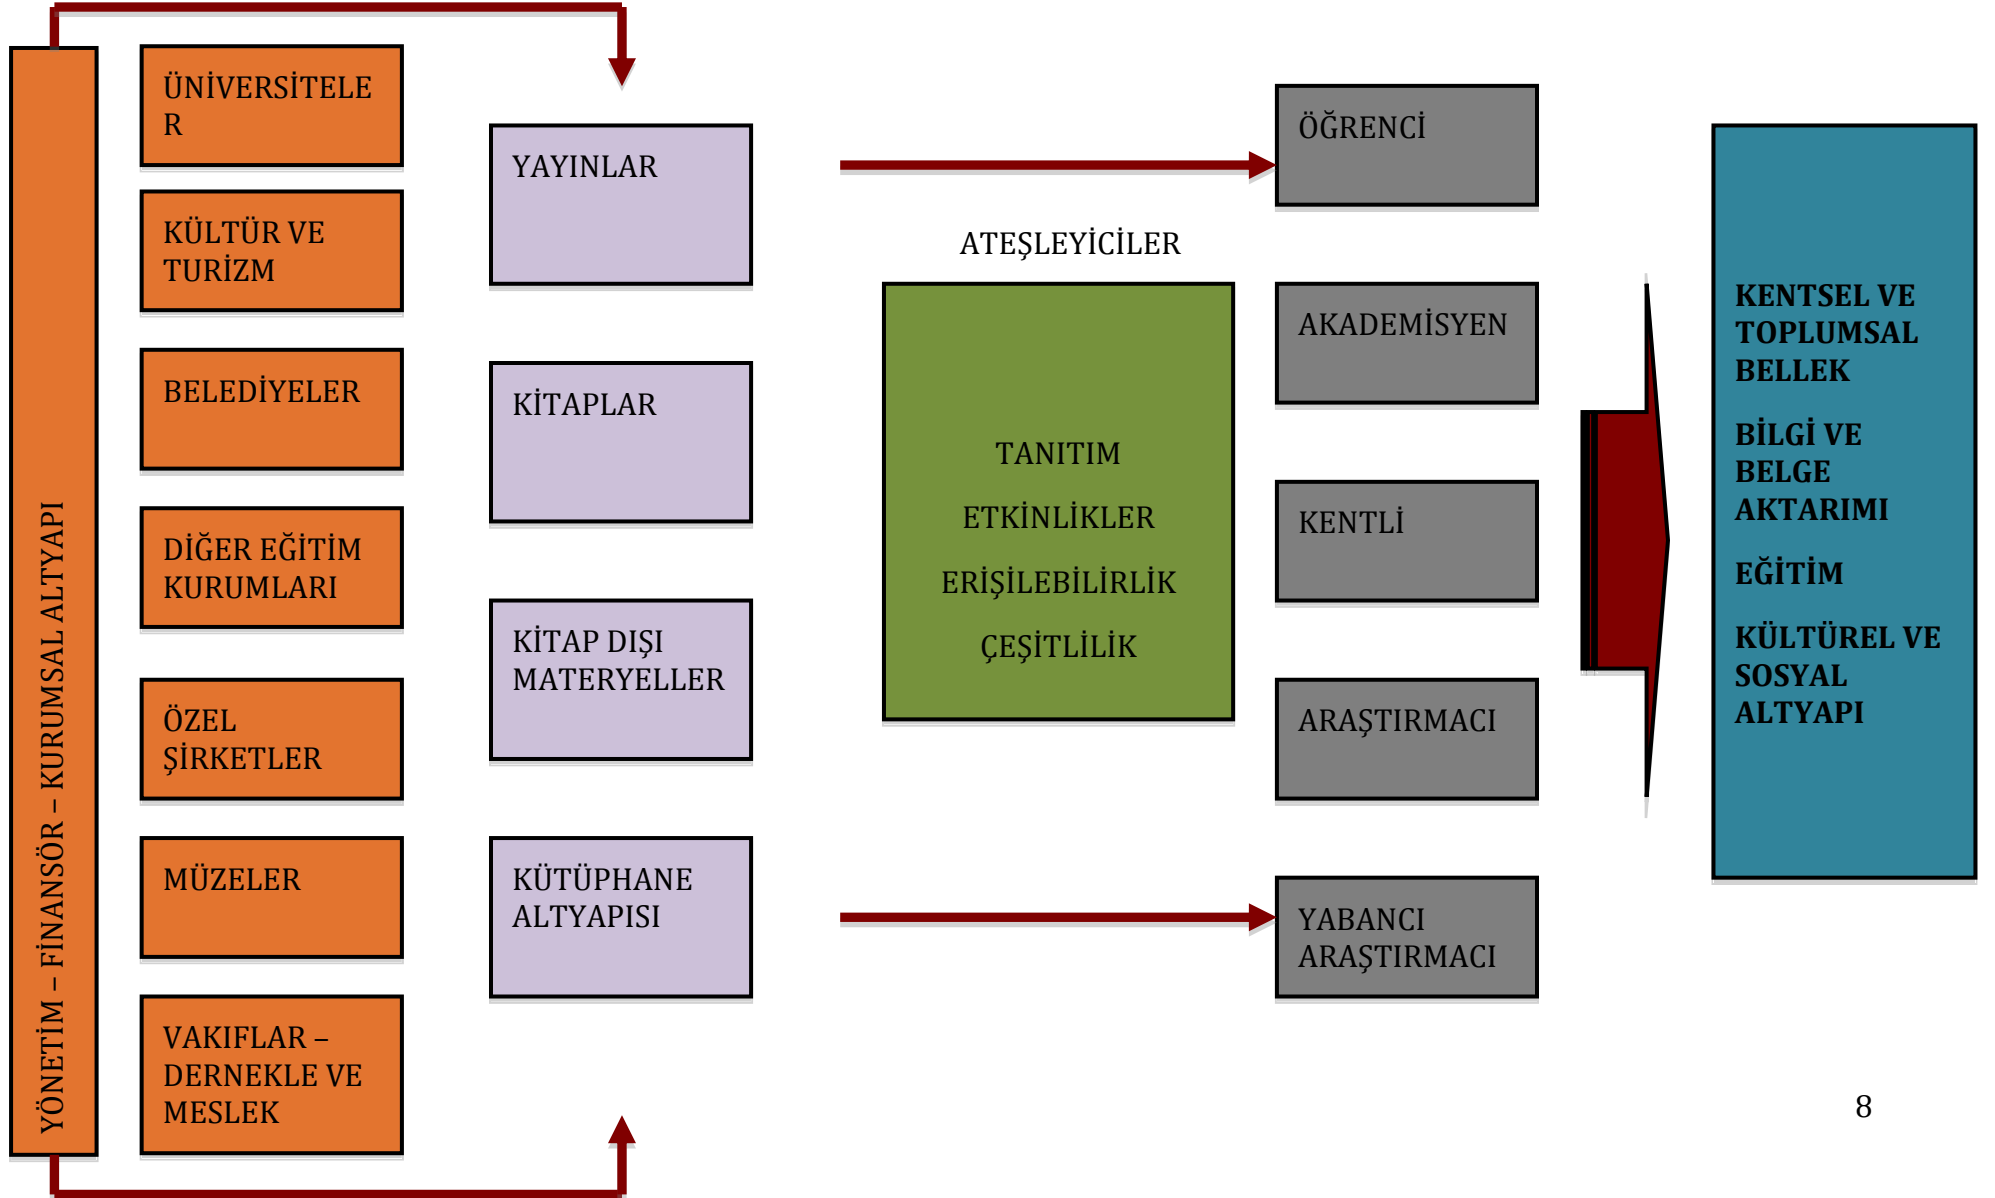 YÖNETİM – FİNANSÖR – KURUMSAL ALTYAPI
ÜNİVERSİTELE
R
KÜLTÜR VE
TURİZM
BELEDİYELER
DİĞER EĞİTİM
KURUMLARI
ÖZEL
ŞİRKETLER
MÜZELER
VAKIFLAR –
DERNEKLE VE
MESLEK
YAYINLAR
KİTAPLAR
KİTAP DIŞI
MATERYELLER
KÜTÜPHANE
ALTYAPISI
ATEŞLEYİCİLER
TANITIM
ETKİNLİKLER
ERİŞİLEBİLİRLİK
ÇEŞİTLİLİK
ÖĞRENCİ
AKADEMİSYEN
KENTLİ
ARAŞTIRMACI
YABANCI
ARAŞTIRMACI
KENTSEL VE
TOPLUMSAL
BELLEK
BİLGİ VE
BELGE
AKTARIMI
EĞİTİM
KÜLTÜREL VE
SOSYAL
ALTYAPI
8